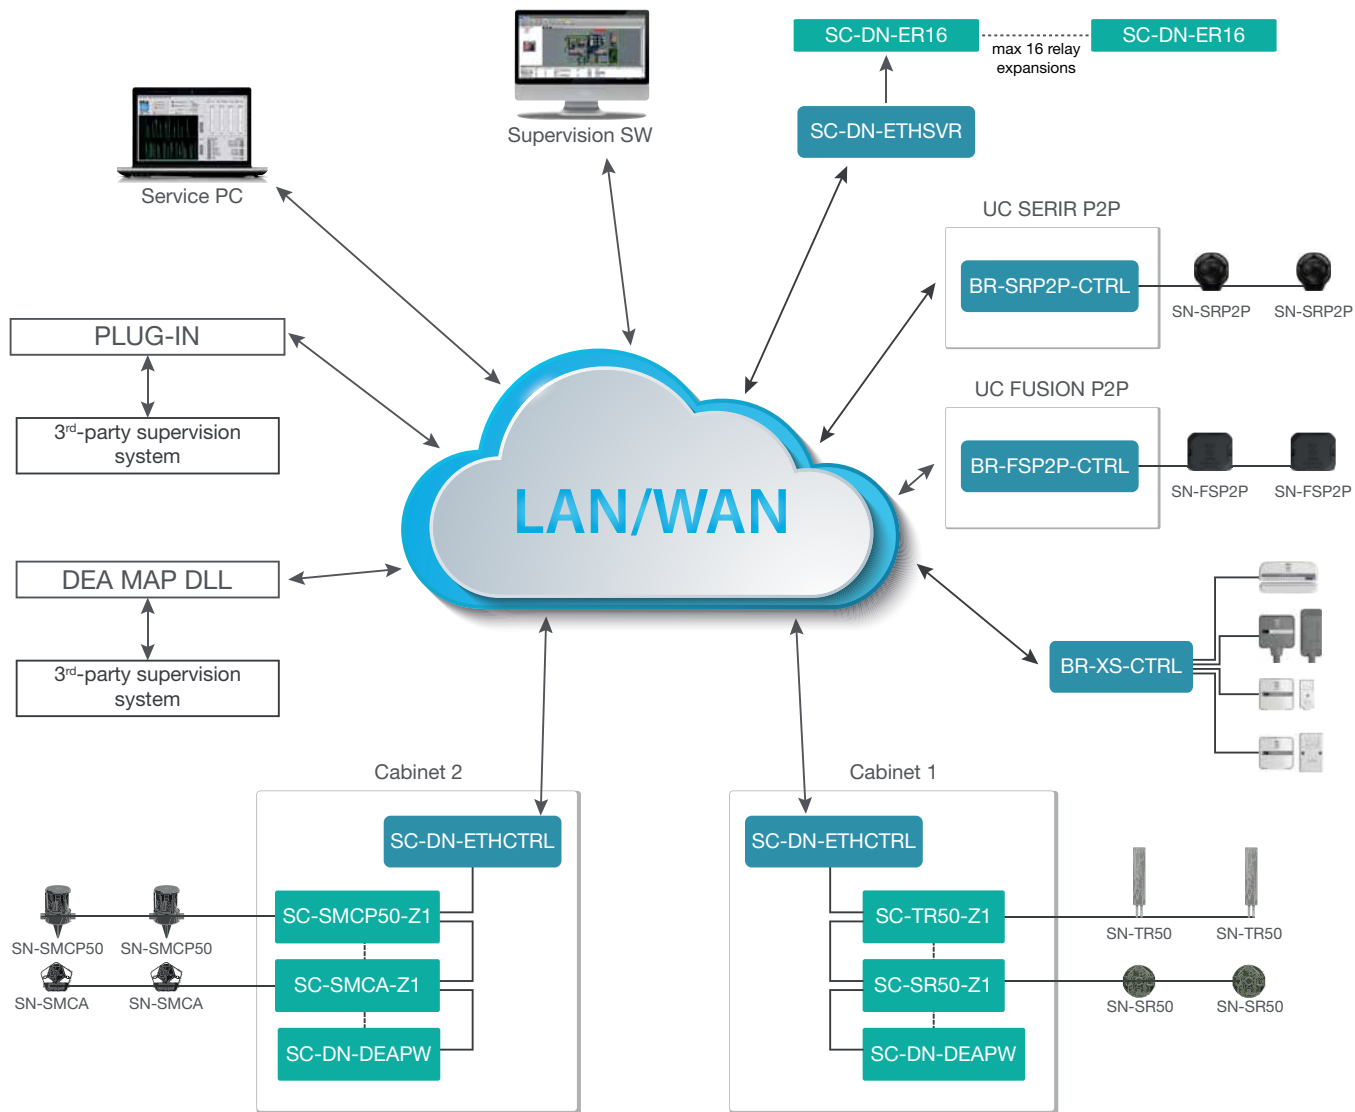 SC-DN-ER16
SC-DN-ER16
max 16 relay
expansions
Supervision SW
SC-DN-ETHSVR
Service PC
UC SERIR P2P
BR-SRP2P-CTRL
SN-SRP2P
SN-SRP2P
PLUG-IN
3rd-party supervision
system
UC FUSION P2P
BR-FSP2P-CTRL
SN-FSP2P
SN-FSP2P
LAN/WAN
DEA MAP DLL
3rd-party supervision
system
BR-XS-CTRL
Cabinet 2
SC-DN-ETHCTRL
SC-SMCP50-Z1
SN-SMCP50
SN-SMCP50
SC-SMCA-Z1
SN-SMCA
SN-SMCA
SC-DN-DEAPW
Cabinet 1
SC-DN-ETHCTRL
SC-TR50-Z1
SN-TR50
SN-TR50
SC-SR50-Z1
SN-SR50
SN-SR50
SC-DN-DEAPW